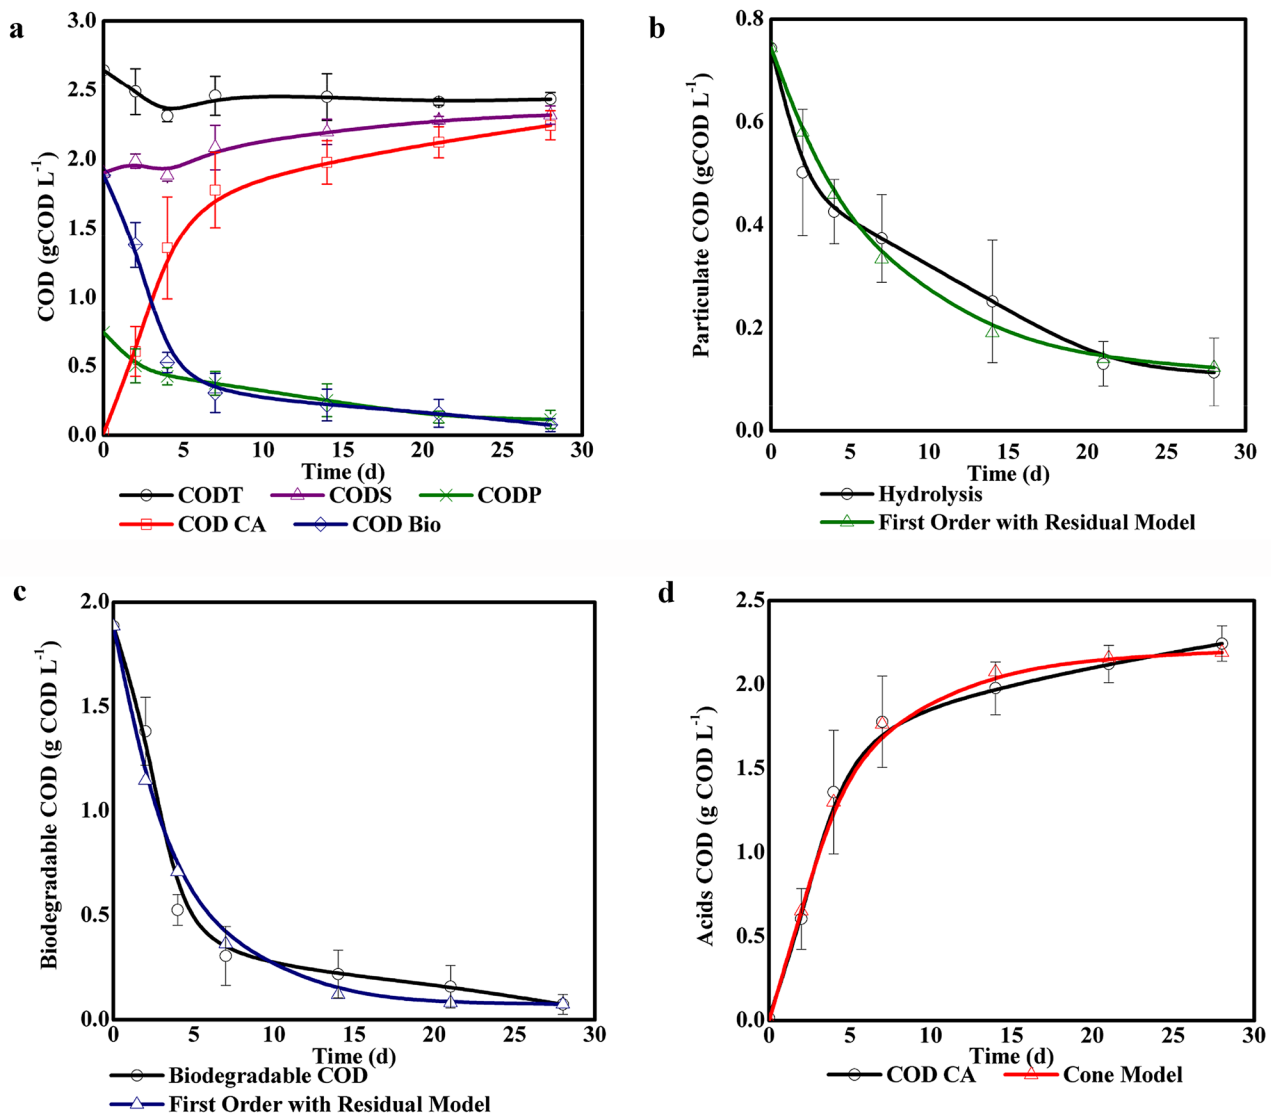 a
3.0
2.5
2.0
1.5
1.0
0.5
0.0
COD (gCOD L⁻¹)
0 5 10 15 20 25 30
Time (d)
CODT CODS CODP
COD CA COD Bio
b
0.8
0.6
0.4
0.2
0.0
Particulate COD (gCOD L⁻¹)
0 5 10 15 20 25 30
Time (d)
Hydrolysis
First Order with Residual Model
c
2.0
1.5
1.0
0.5
0.0
Biodegradable COD (g COD L⁻¹)
0 5 10 15 20 25 30
Time (d)
Biodegradable COD
First Order with Residual Model
d
2.5
2.0
1.5
1.0
0.5
0.0
Acids COD (g COD L⁻¹)
0 5 10 15 20 25 30
Time (d)
COD CA Cone Model